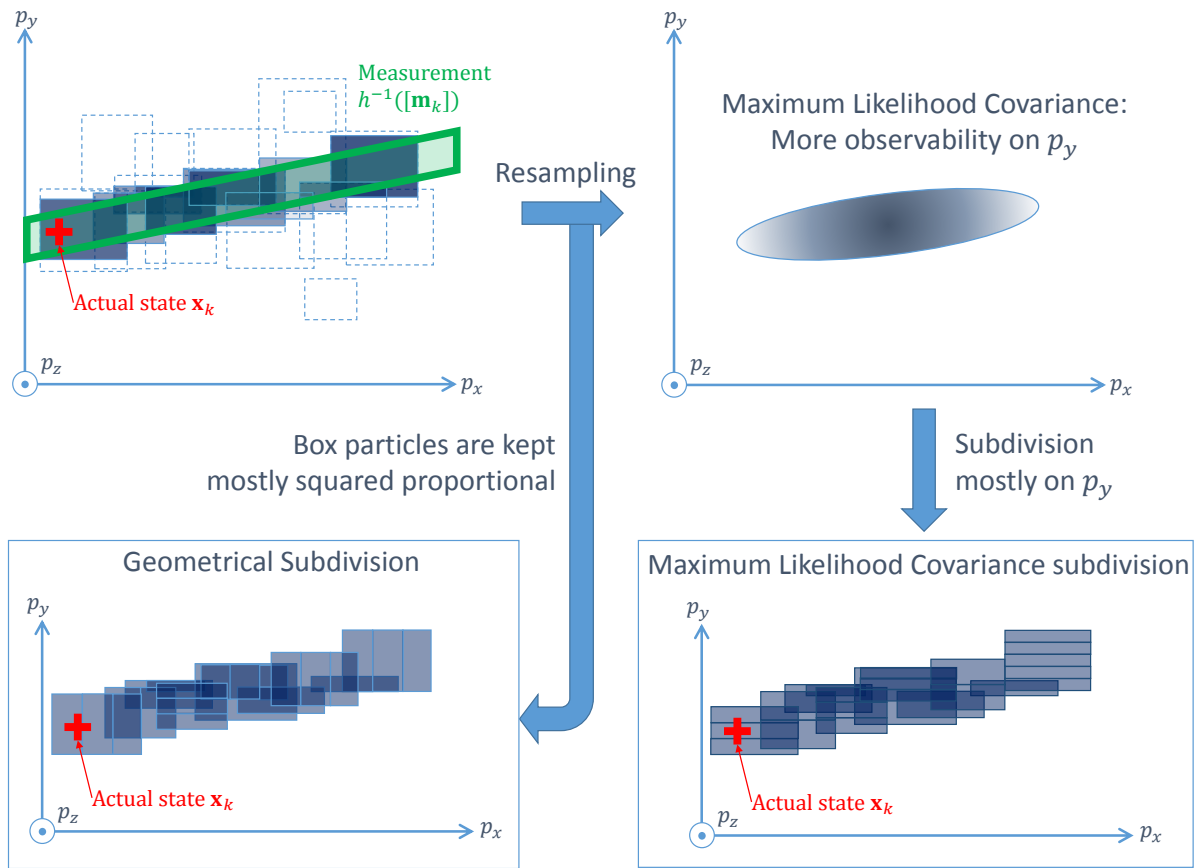 p_y
Measurement
h^{-1}([𝐦_k])
Actual state 𝐱_k
p_z
p_x
Resampling
p_y
Maximum Likelihood Covariance:
More observability on p_y
p_z
p_x
Box particles are kept
mostly squared proportional
Subdivision
mostly on p_y
Geometrical Subdivision
p_y
Actual state 𝐱_k
p_z
p_x
Maximum Likelihood Covariance subdivision
p_y
Actual state 𝐱_k
p_z
p_x